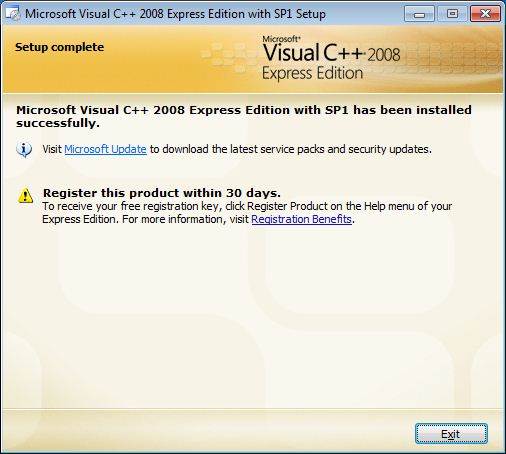 Microsoft Visual C++ 2008 Express Edition with SP1 Setup
Setup complete
Microsoft®
Visual C++ 2008
Express Edition
Microsoft Visual C++ 2008 Express Edition with SP1 has been installed
successfully.
Visit Microsoft Update to download the latest service packs and security updates.
Register this product within 30 days.
To receive your free registration key, click Register Product on the Help menu of your
Express Edition. For more information, visit Registration Benefits.
Exit